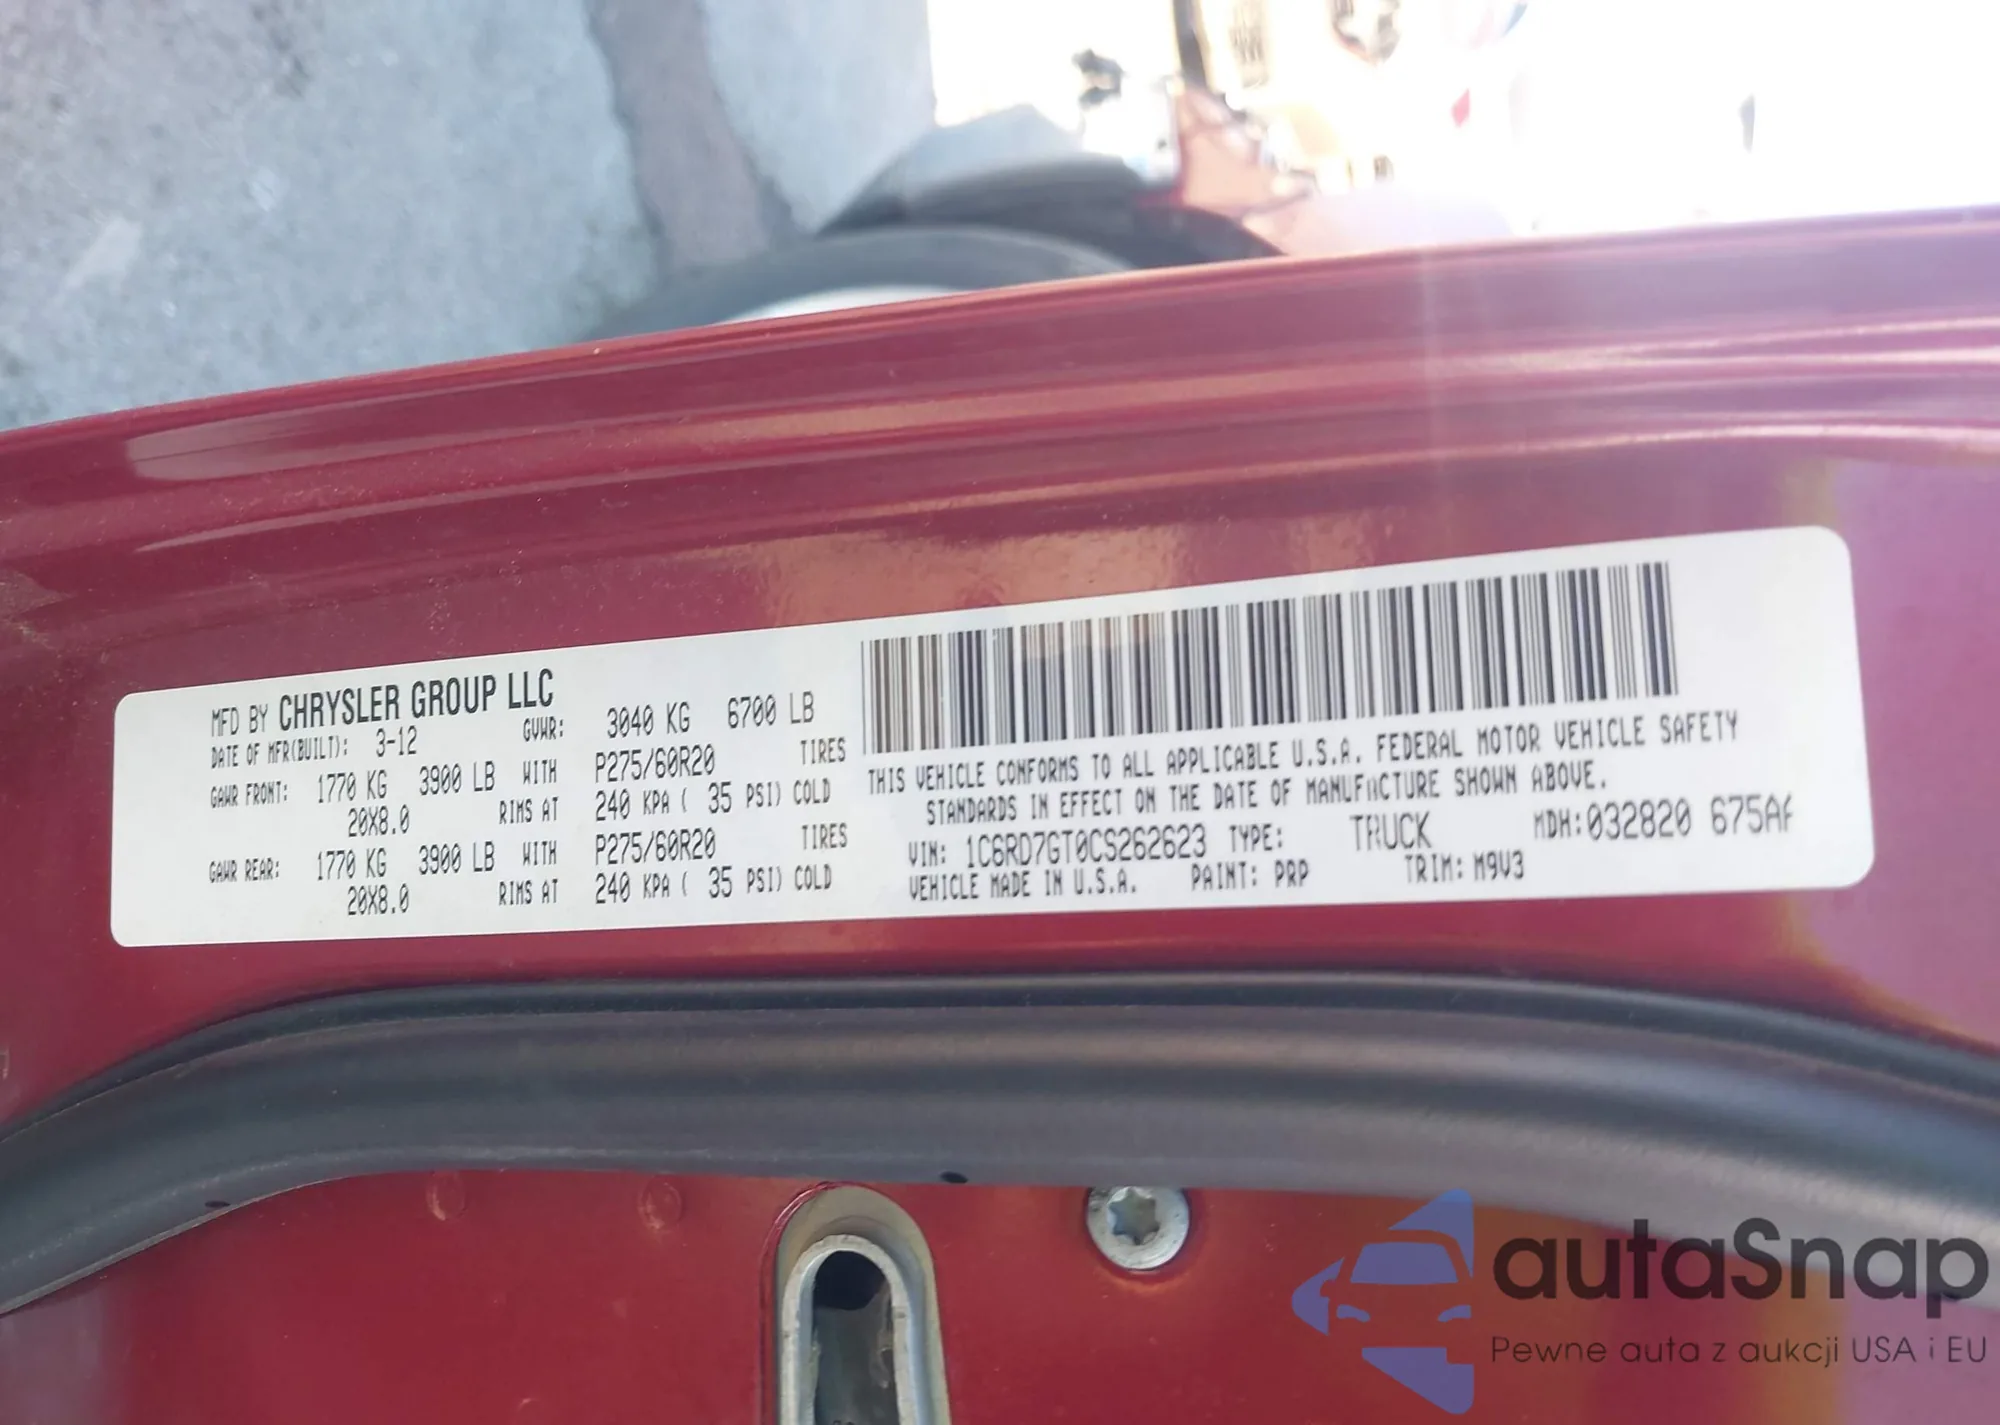 MFD BY CHRYSLER GROUP LLC
DATE OF MFR(BUILT): 3-12 GVWR: 3040 KG 6700 LB
GAWR FRONT: 1770 KG 3900 LB WITH P275/60R20 TIRES
20X8.0 RIMS AT 240 KPA ( 35 PSI) COLD
GAWR REAR: 1770 KG 3900 LB WITH P275/60R20 TIRES
20X8.0 RIMS AT 240 KPA ( 35 PSI) COLD
THIS VEHICLE CONFORMS TO ALL APPLICABLE U.S.A. FEDERAL MOTOR VEHICLE SAFETY
STANDARDS IN EFFECT ON THE DATE OF MANUFACTURE SHOWN ABOVE.
VIN: 1C6RD7GT0CS262623 TYPE: TRUCK MDH:032820 675AA
VEHICLE MADE IN U.S.A. PAINT: PRP TRIM: M9V3
autaSnap
Pewne auta z aukcji USA i EU